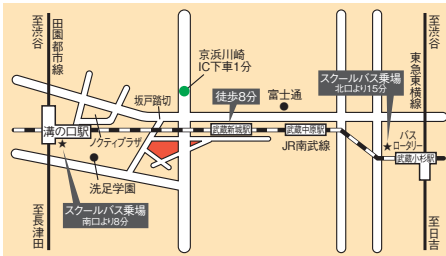 至渋谷
田園都市線
京浜川崎
IC下車1分
至渋谷
東急東横線
坂戸踏切
徒歩8分
富士通
スクールバス乗場
北口より15分
溝の口駅
ノクティプラザ
武蔵新城駅
武蔵中原駅
JR南武線
バス
ロータリー
武蔵小杉駅
洗足学園
スクールバス乗場
南口より8分
至長津田
至日吉